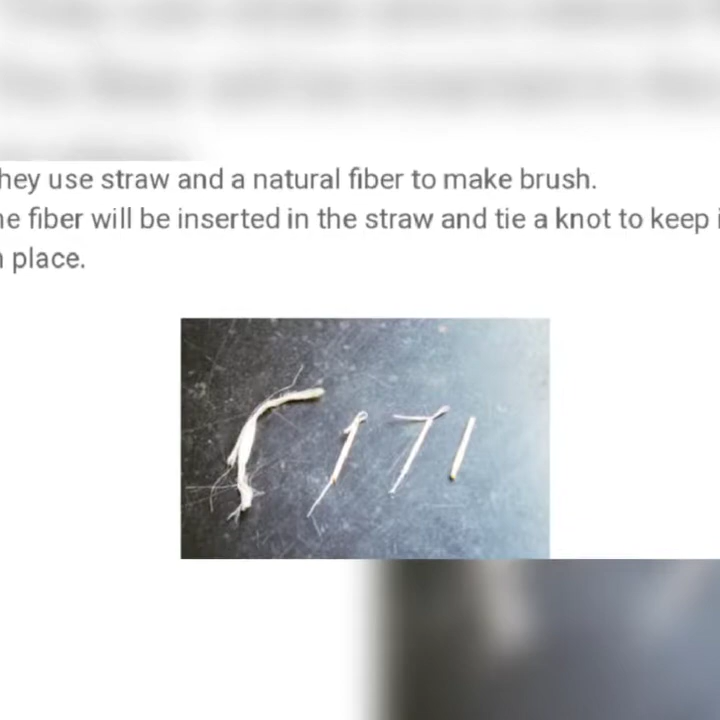 hey use straw and a natural fiber to make brush.
he fiber will be inserted in the straw and tie a knot to keep i
n place.